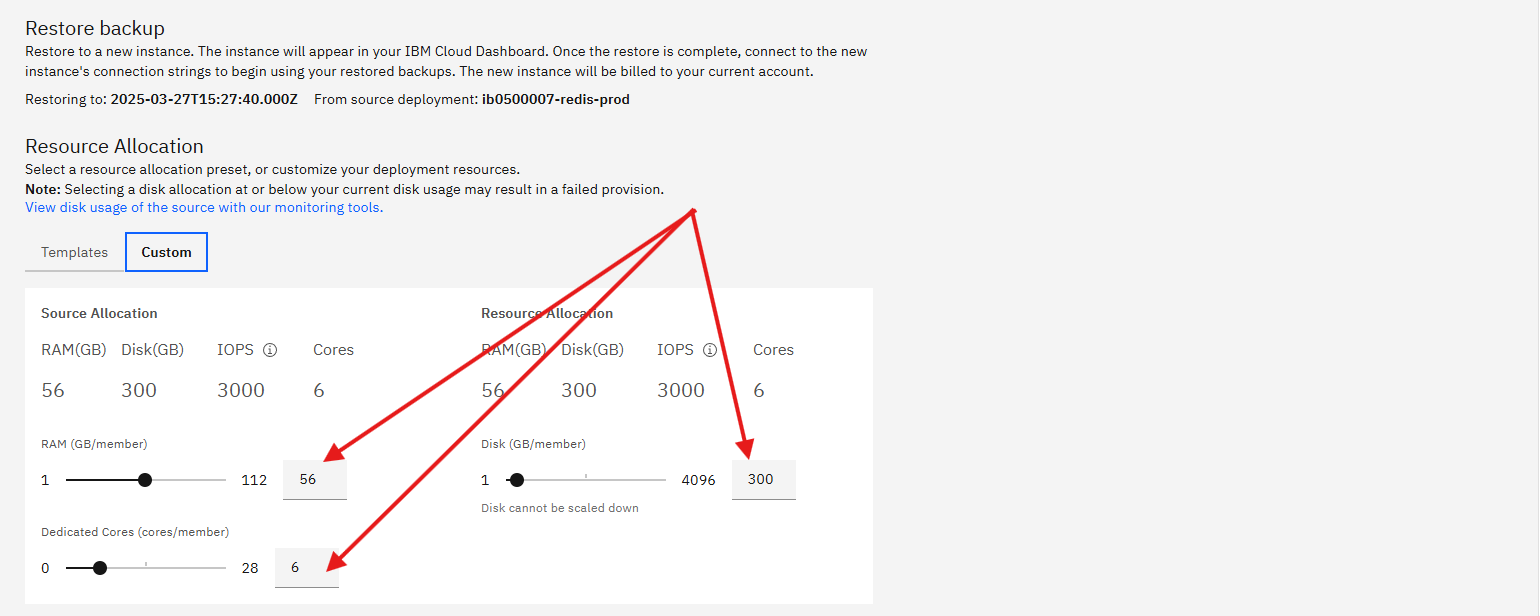 Restore backup
Restore to a new instance. The instance will appear in your IBM Cloud Dashboard. Once the restore is complete, connect to the new
instance's connection strings to begin using your restored backups. The new instance will be billed to your current account.
Restoring to: 2025-03-27T15:27:40.000Z From source deployment: ib0500007-redis-prod
Resource Allocation
Select a resource allocation preset, or customize your deployment resources.
Note: Selecting a disk allocation at or below your current disk usage may result in a failed provision.
View disk usage of the source with our monitoring tools.
Templates Custom
Source Allocation
RAM(GB) Disk(GB) IOPS Cores
56 300 3000 6
Resource Allocation
RAM(GB) Disk(GB) IOPS Cores
56 300 3000 6
RAM (GB/member)
1 112 56
Disk (GB/member)
1 4096 300
Disk cannot be scaled down
Dedicated Cores (cores/member)
0 28 6